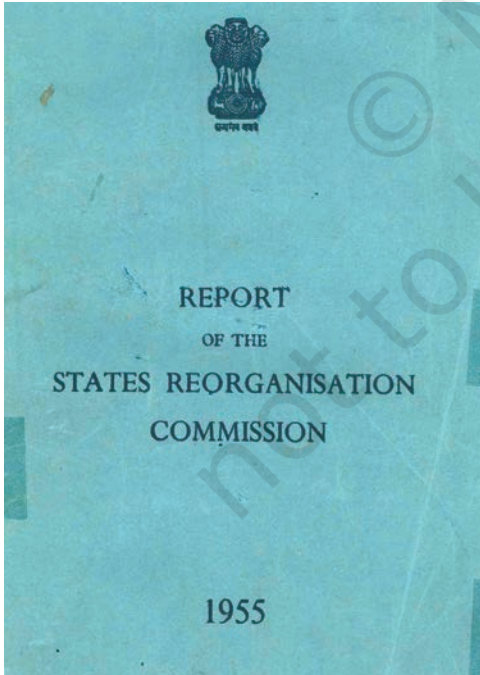 सत्यमेव जयते
REPORT
OF THE
STATES REORGANISATION
COMMISSION
1955
©
not to